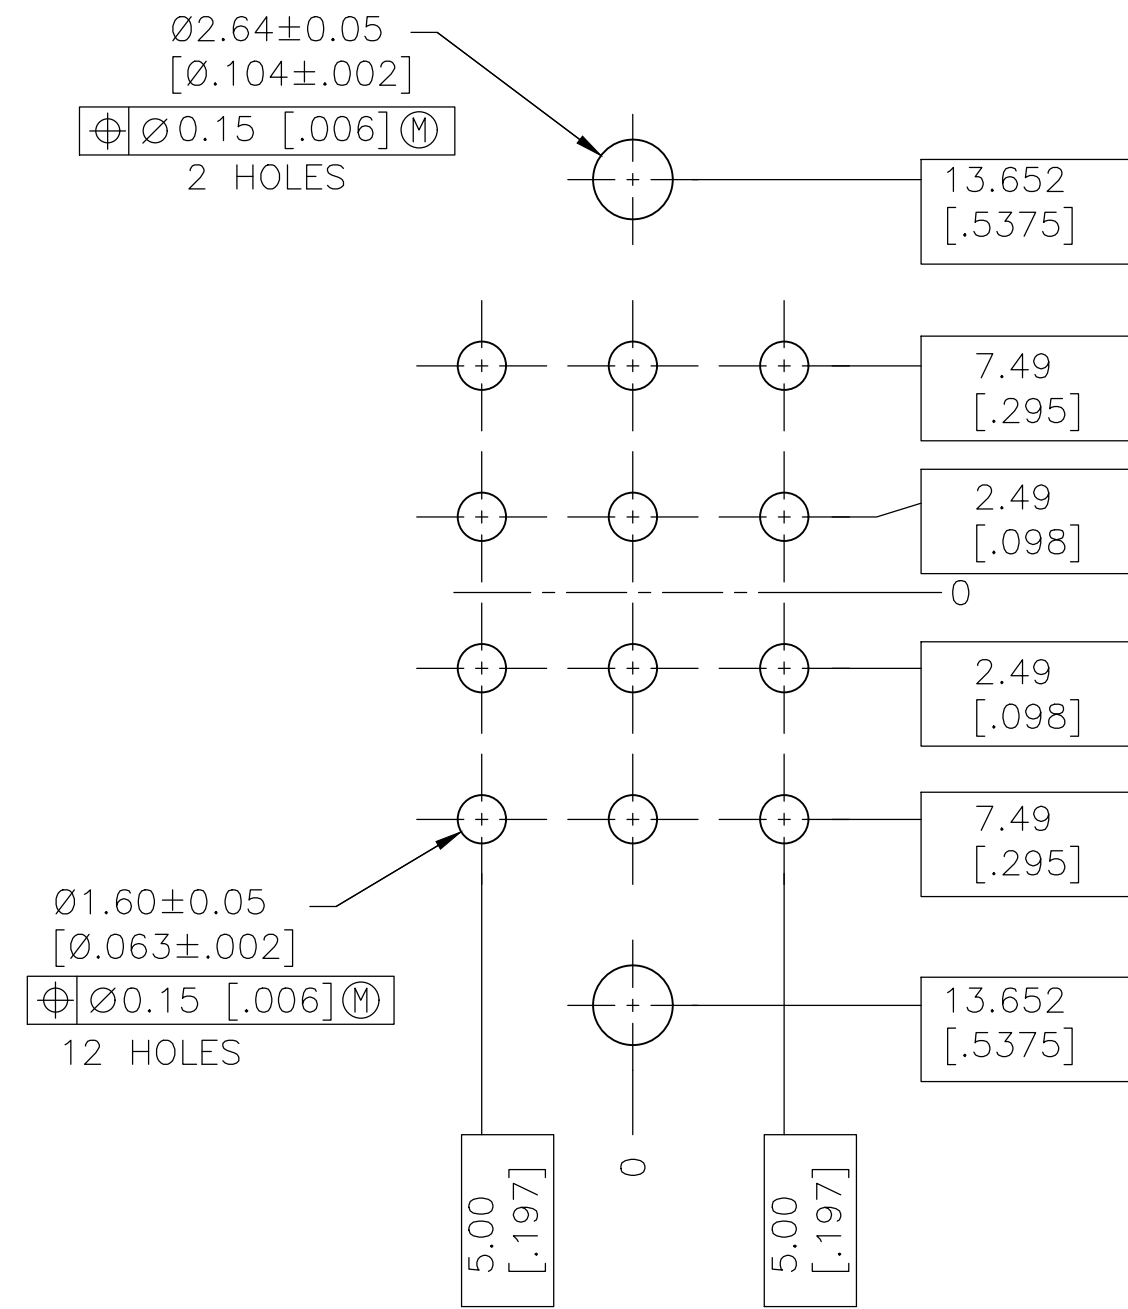 Ø2.64±0.05
[Ø.104±.002]
⌖ Ø0.15 [.006] Ⓜ
2 HOLES
13.652
[.5375]
7.49
[.295]
2.49
[.098]
0
2.49
[.098]
7.49
[.295]
Ø1.60±0.05
[Ø.063±.002]
⌖ Ø0.15 [.006] Ⓜ
12 HOLES
13.652
[.5375]
5.00
[.197]
0
5.00
[.197]